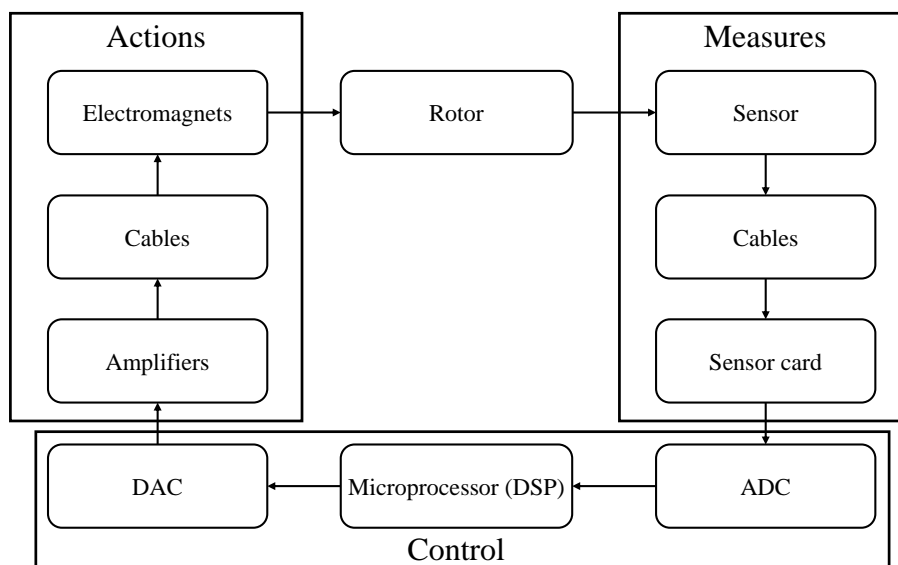 Actions
Measures
Electromagnets
Rotor
Sensor
Cables
Cables
Amplifiers
Sensor card
DAC
Microprocessor (DSP)
ADC
Control